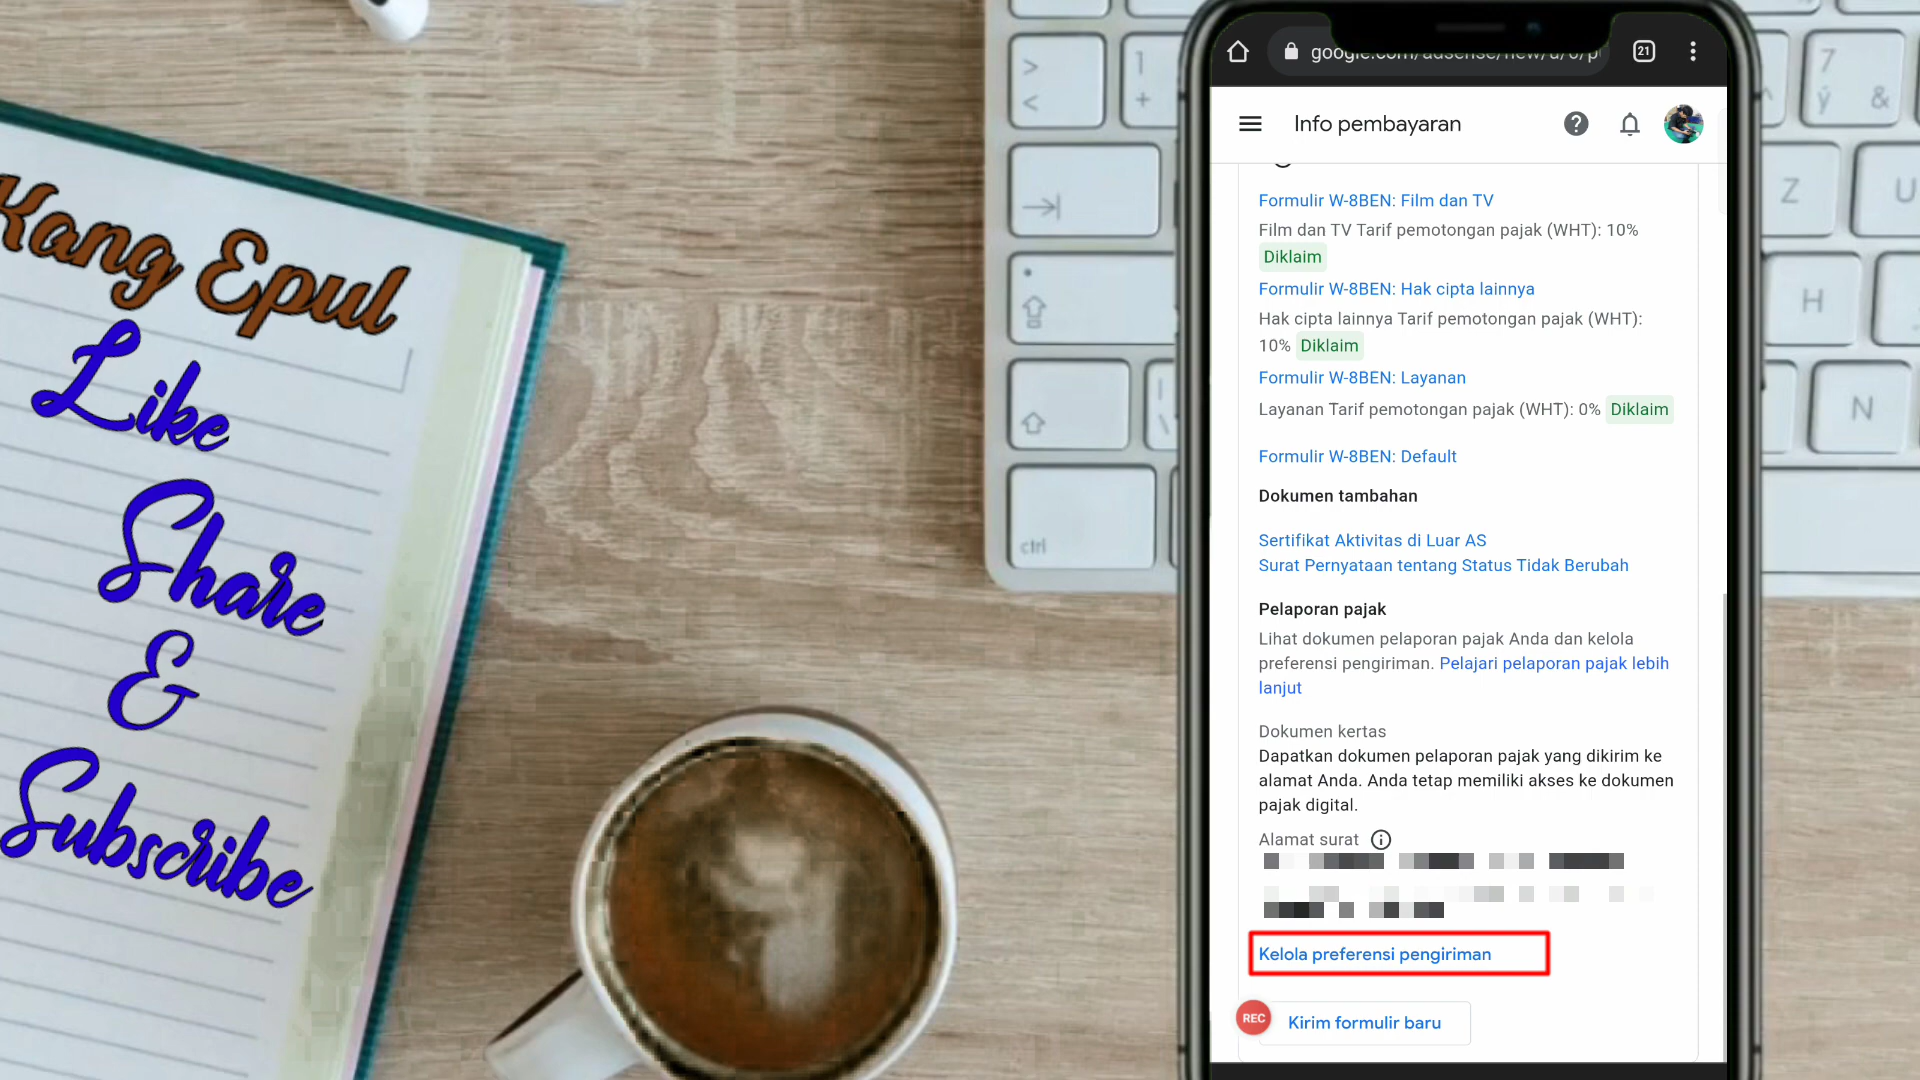 Kang Epul
Like
Share
&
Subscribe
21
Info pembayaran
Formulir W-8BEN: Film dan TV
Film dan TV Tarif pemotongan pajak (WHT): 10%
Diklaim
Formulir W-8BEN: Hak cipta lainnya
Hak cipta lainnya Tarif pemotongan pajak (WHT):
10% Diklaim
Formulir W-8BEN: Layanan
Layanan Tarif pemotongan pajak (WHT): 0% Diklaim
Formulir W-8BEN: Default
Dokumen tambahan
Sertifikat Aktivitas di Luar AS
Surat Pernyataan tentang Status Tidak Berubah
Pelaporan pajak
Lihat dokumen pelaporan pajak Anda dan kelola
preferensi pengiriman. Pelajari pelaporan pajak lebih
lanjut
Dokumen kertas
Dapatkan dokumen pelaporan pajak yang dikirim ke
alamat Anda. Anda tetap memiliki akses ke dokumen
pajak digital.
Alamat surat
Kelola preferensi pengiriman
REC
Kirim formulir baru
>
<
1
+
ctrl
7
ý
&
Z
U
H
N